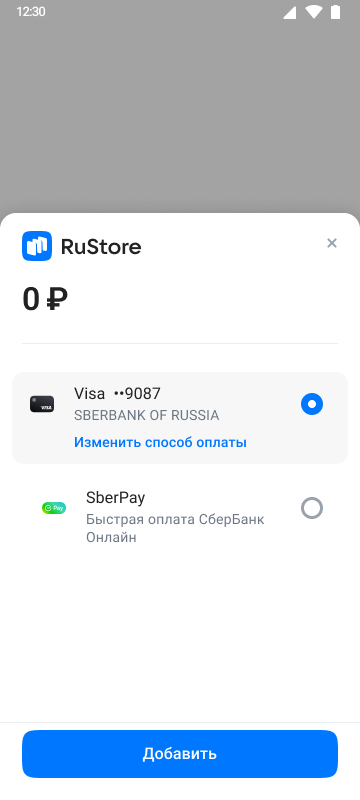 12:30
RuStore
0 ₽
Visa ··9087
VISA
SBERBANK OF RUSSIA
Изменить способ оплаты
SberPay
Pay
Быстрая оплата СберБанк
Онлайн
Добавить